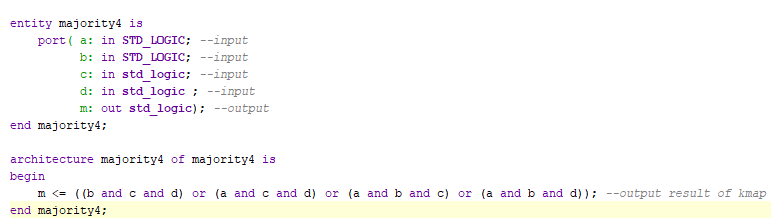 entity majority4 is
port( a: in STD_LOGIC; --input
b: in STD_LOGIC; --input
c: in std_logic; --input
d: in std_logic ; --input
m: out std_logic); --output
end majority4;
architecture majority4 of majority4 is
begin
m <= ((b and c and d) or (a and c and d) or (a and b and c) or (a and b and d)); --output result of kmap
end majority4;